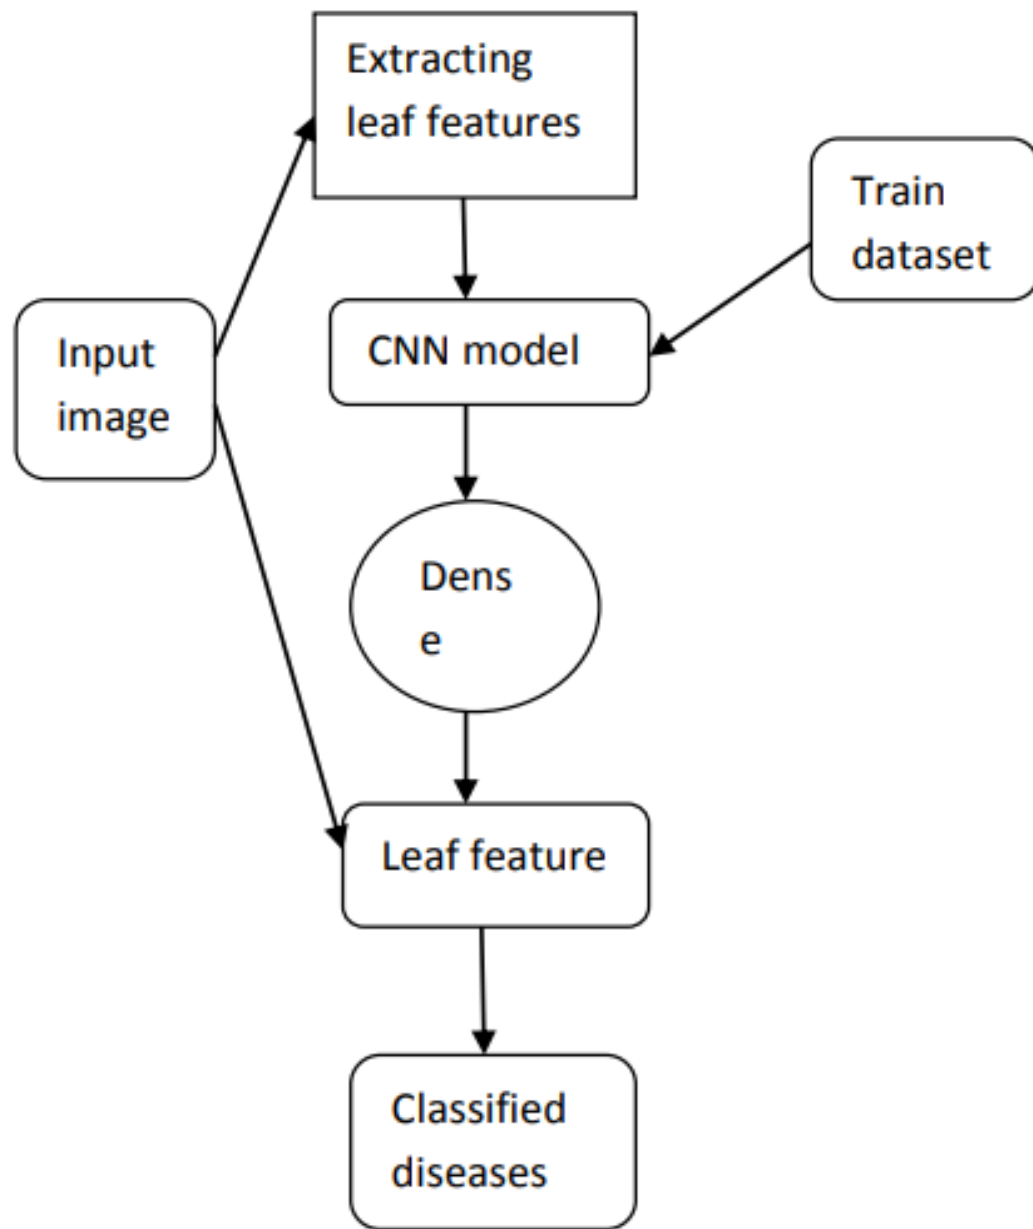 Extracting
leaf features
Train
dataset
Input
image
CNN model
Dens
e
Leaf feature
Classified
diseases